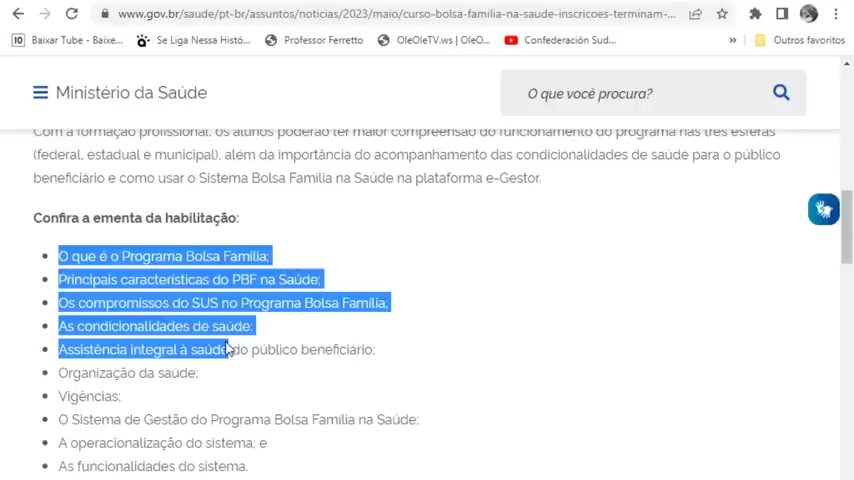 www.gov.br/saude/pt-br/assuntos/noticias/2023/maio/curso-bolsa-familia-na-saude-inscricoes-terminam-...
Baixar Tube - Baixe...
Se Liga Nessa Histó...
Professor Ferretto
OleOleTV.ws | OleO...
Confederación Sud...
»
Outros favoritos
Ministério da Saúde
O que você procura?
Com a formação profissional, os alunos poderão ter maior compreensão do funcionamento do programa nas três esferas
(federal, estadual e municipal), além da importância do acompanhamento das condicionalidades de saúde para o público
beneficiário e como usar o Sistema Bolsa Família na Saúde na plataforma e-Gestor.
Confira a ementa da habilitação:
O que é o Programa Bolsa Família;
Principais características do PBF na Saúde;
Os compromissos do SUS no Programa Bolsa Família;
As condicionalidades de saúde;
Assistência integral à saúde do público beneficiário;
Organização da saúde;
Vigências;
O Sistema de Gestão do Programa Bolsa Família na Saúde;
A operacionalização do sistema; e
As funcionalidades do sistema.